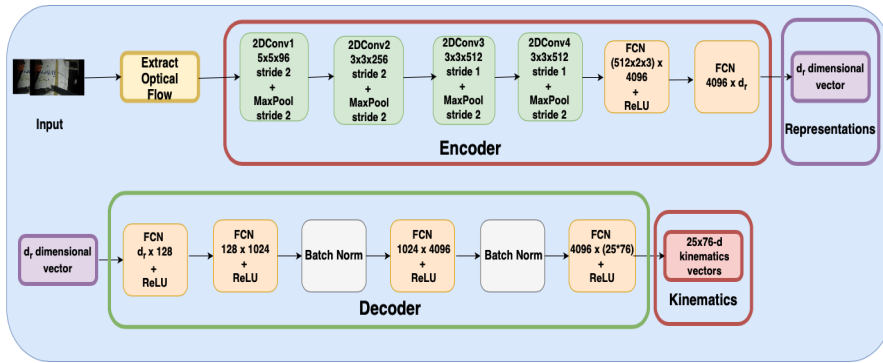 Input
Extract
Optical
Flow
2DConv1
5x5x96
stride 2
+
MaxPool
stride 2
2DConv2
3x3x256
stride 2
+
MaxPool
stride 2
2DConv3
3x3x512
stride 1
+
MaxPool
stride 2
2DConv4
3x3x512
stride 1
+
MaxPool
stride 2
FCN
(512x2x3) x
4096
+
ReLU
FCN
4096 x dᵣ
Encoder
dᵣ dimensional
vector
Representations
dᵣ dimensional
vector
FCN
dᵣ x 128
+
ReLU
FCN
128 x 1024
+
ReLU
Batch Norm
FCN
1024 x 4096
+
ReLU
Batch Norm
FCN
4096 x (25*76)
+
ReLU
Decoder
25x76-d
kinematics
vectors
Kinematics